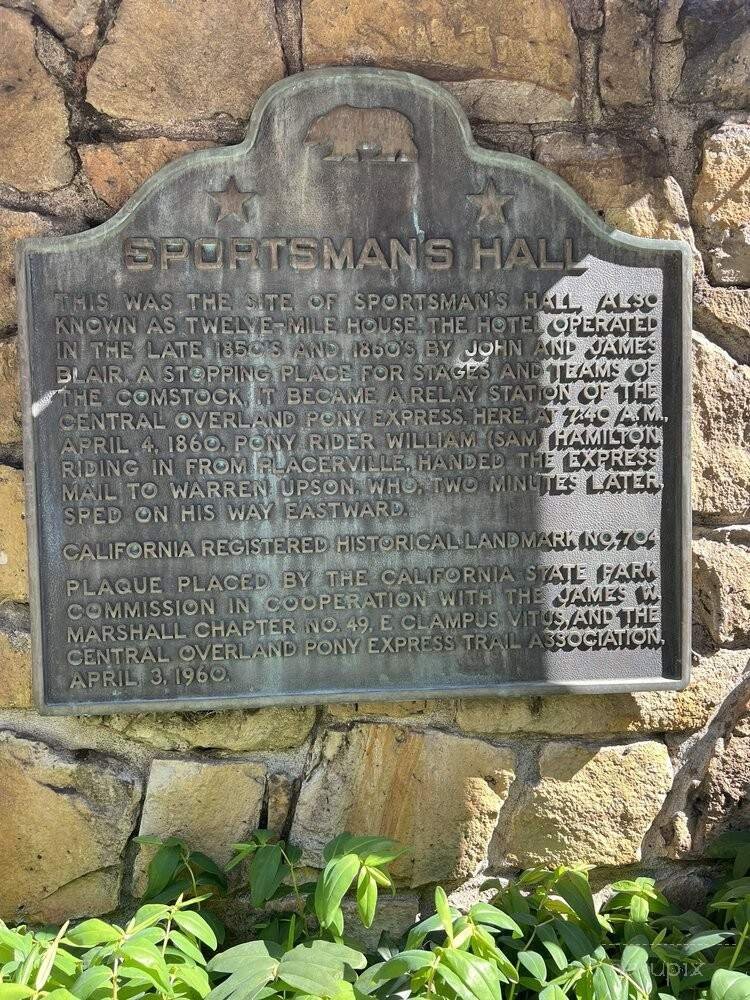 SPORTSMAN'S HALL
THIS WAS THE SITE OF SPORTSMAN'S HALL, ALSO
KNOWN AS TWELVE-MILE HOUSE, THE HOTEL OPERATED
IN THE LATE 1850'S AND 1860'S BY JOHN AND JAMES
BLAIR. A STOPPING PLACE FOR STAGES AND TEAMS OF
THE COMSTOCK, IT BECAME A RELAY STATION OF THE
CENTRAL OVERLAND PONY EXPRESS. HERE, AT 7:40 A.M.,
APRIL 4, 1860, PONY RIDER WILLIAM (SAM) HAMILTON,
RIDING IN FROM PLACERVILLE, HANDED THE EXPRESS
MAIL TO WARREN UPSON, WHO, TWO MINUTES LATER,
SPED ON HIS WAY EASTWARD.
CALIFORNIA REGISTERED HISTORICAL LANDMARK NO. 704
PLAQUE PLACED BY THE CALIFORNIA STATE PARK
COMMISSION IN COOPERATION WITH THE JAMES W.
MARSHALL CHAPTER NO. 49, E CLAMPUS VITUS, AND THE
CENTRAL OVERLAND PONY EXPRESS TRAIL ASSOCIATION,
APRIL 3, 1960.